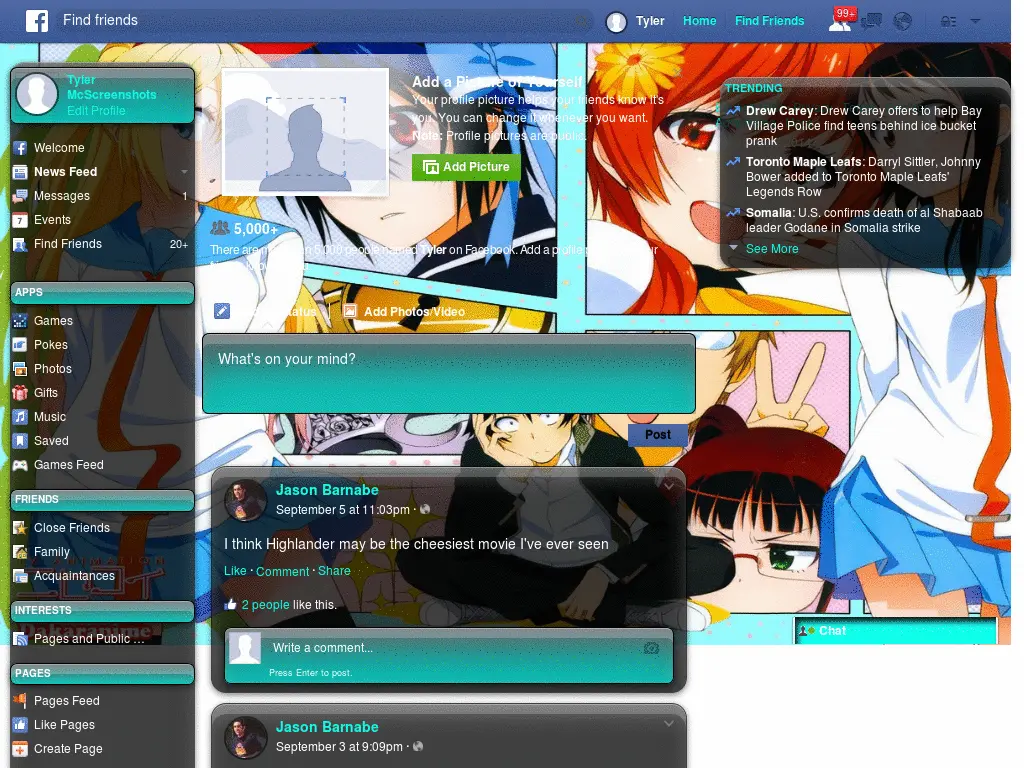 Find friends
Tyler
Home
Find Friends
99+
Tyler
McScreenshots
Edit Profile
Welcome
News Feed
Messages 1
Events
Find Friends 20+
APPS
Games
Pokes
Photos
Gifts
Music
Saved
Games Feed
FRIENDS
Close Friends
Family
Acquaintances
INTERESTS
Pages and Public ...
PAGES
Pages Feed
Like Pages
Create Page
Add a Picture of Yourself
Your profile picture helps your friends know it's
you. You can change it whenever you want.
Note: Profile pictures are public.
Add Picture
5,000+
There are more than 5,000 people named Tyler on Facebook. Add a profile
Status
Add Photos/Video
What's on your mind?
Post
Jason Barnabe
September 5 at 11:03pm ·
I think Highlander may be the cheesiest movie I've ever seen
Like · Comment · Share
2 people like this.
Write a comment...
Press Enter to post.
Jason Barnabe
September 3 at 9:09pm ·
TRENDING
Drew Carey: Drew Carey offers to help Bay
Village Police find teens behind ice bucket
prank
Toronto Maple Leafs: Darryl Sittler, Johnny
Bower added to Toronto Maple Leafs'
Legends Row
Somalia: U.S. confirms death of al Shabaab
leader Godane in Somalia strike
See More
Chat